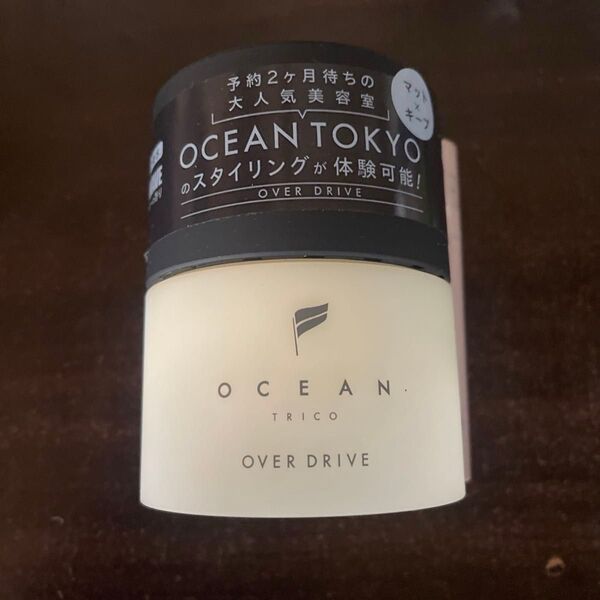 予約2ヶ月待ちの
大人気美容室
OCEAN TOKYO
のスタイリングが体験可能!
OVER DRIVE
マット
×
キープ
OCEAN
TRICO
OVER DRIVE